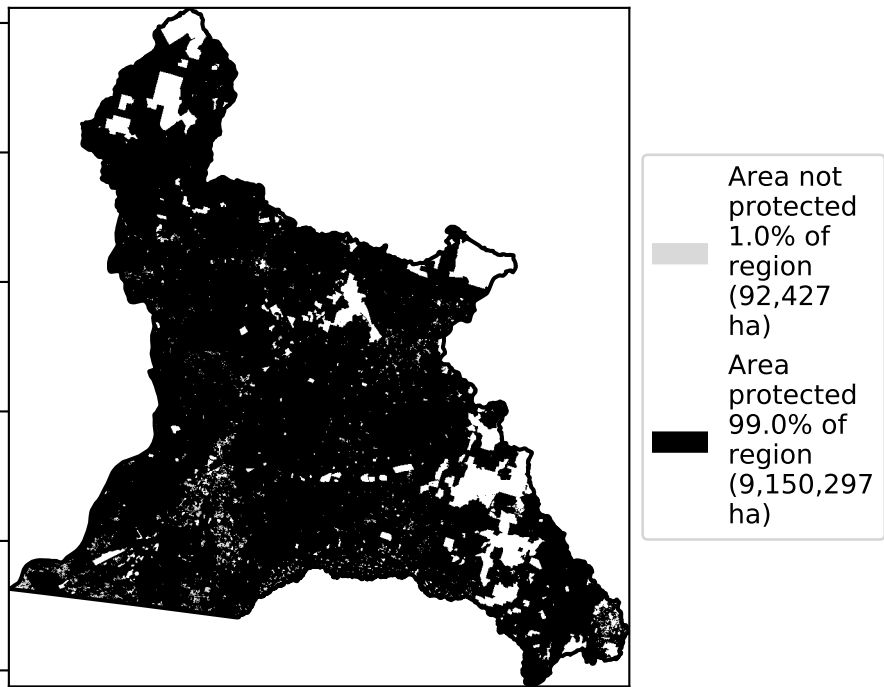 Area not
protected
1.0% of
region
(92,427
ha)
Area
protected
99.0% of
region
(9,150,297
ha)